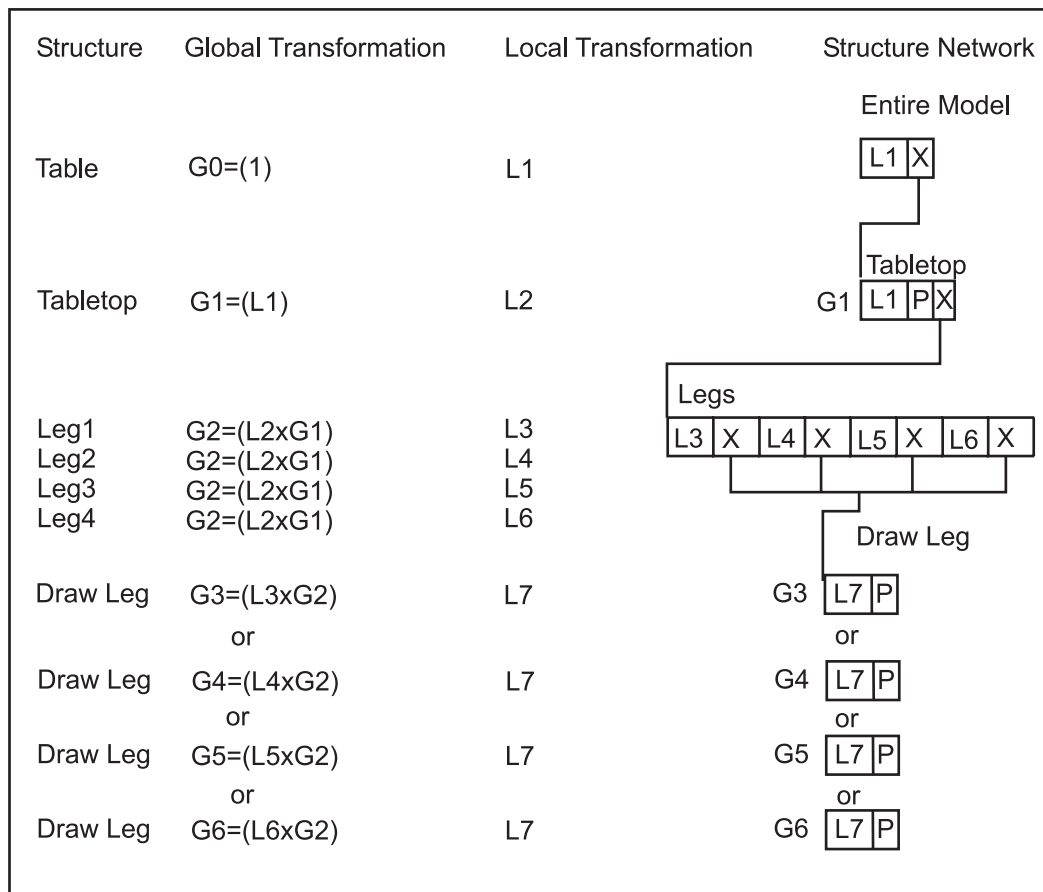 Structure Global Transformation Local Transformation Structure Network
Entire Model
Table G0=(1) L1 L1 X
Tabletop
Tabletop G1=(L1) L2 G1 L1 P X
Legs
Leg1 G2=(L2xG1) L3 L3 X L4 X L5 X L6 X
Leg2 G2=(L2xG1) L4
Leg3 G2=(L2xG1) L5
Leg4 G2=(L2xG1) L6
Draw Leg
Draw Leg G3=(L3xG2) L7 G3 L7 P
or or
Draw Leg G4=(L4xG2) L7 G4 L7 P
or or
Draw Leg G5=(L5xG2) L7 G5 L7 P
or or
Draw Leg G6=(L6xG2) L7 G6 L7 P